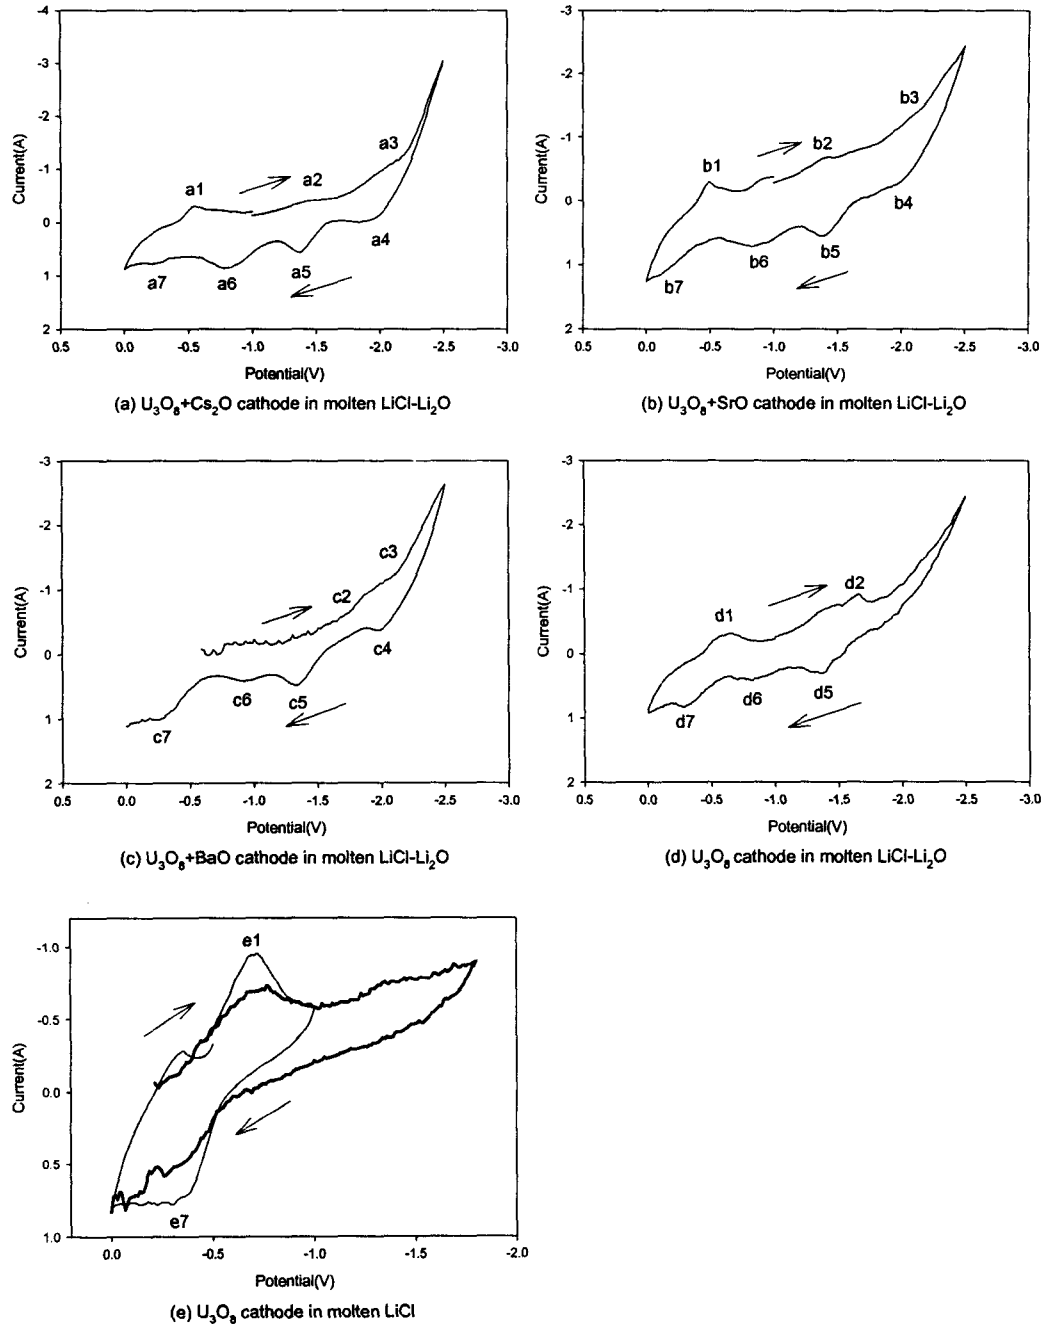 -4
-3
-2
-1
0
1
2
Current(A)
a1
a2
a3
a4
a5
a6
a7
0.5 0.0 -0.5 -1.0 -1.5 -2.0 -2.5 -3.0
Potential(V)
(a) U₃O₈+Cs₂O cathode in molten LiCl-Li₂O
-3
-2
-1
0
1
2
Current(A)
b1
b2
b3
b4
b5
b6
b7
0.5 0.0 -0.5 -1.0 -1.5 -2.0 -2.5 -3.0
Potential(V)
(b) U₃O₈+SrO cathode in molten LiCl-Li₂O
-3
-2
-1
0
1
2
Current(A)
c2
c3
c4
c5
c6
c7
0.5 0.0 -0.5 -1.0 -1.5 -2.0 -2.5 -3.0
Potential(V)
(c) U₃O₈+BaO cathode in molten LiCl-Li₂O
-3
-2
-1
0
1
2
Current(A)
d1
d2
d5
d6
d7
0.5 0.0 -0.5 -1.0 -1.5 -2.0 -2.5 -3.0
Potential(V)
(d) U₃O₈ cathode in molten LiCl-Li₂O
-1.0
-0.5
0.0
0.5
1.0
Current(A)
e1
e7
0.0 -0.5 -1.0 -1.5 -2.0
Potential(V)
(e) U₃O₈ cathode in molten LiCl